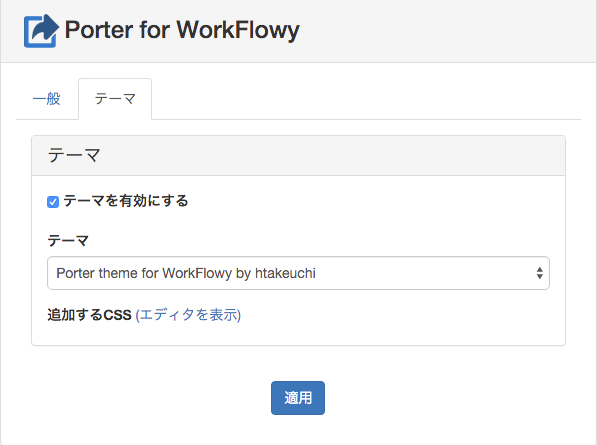 Porter for WorkFlowy
一般
テーマ
テーマ
テーマを有効にする
テーマ
Porter theme for WorkFlowy by htakeuchi
追加するCSS (エディタを表示)
適用